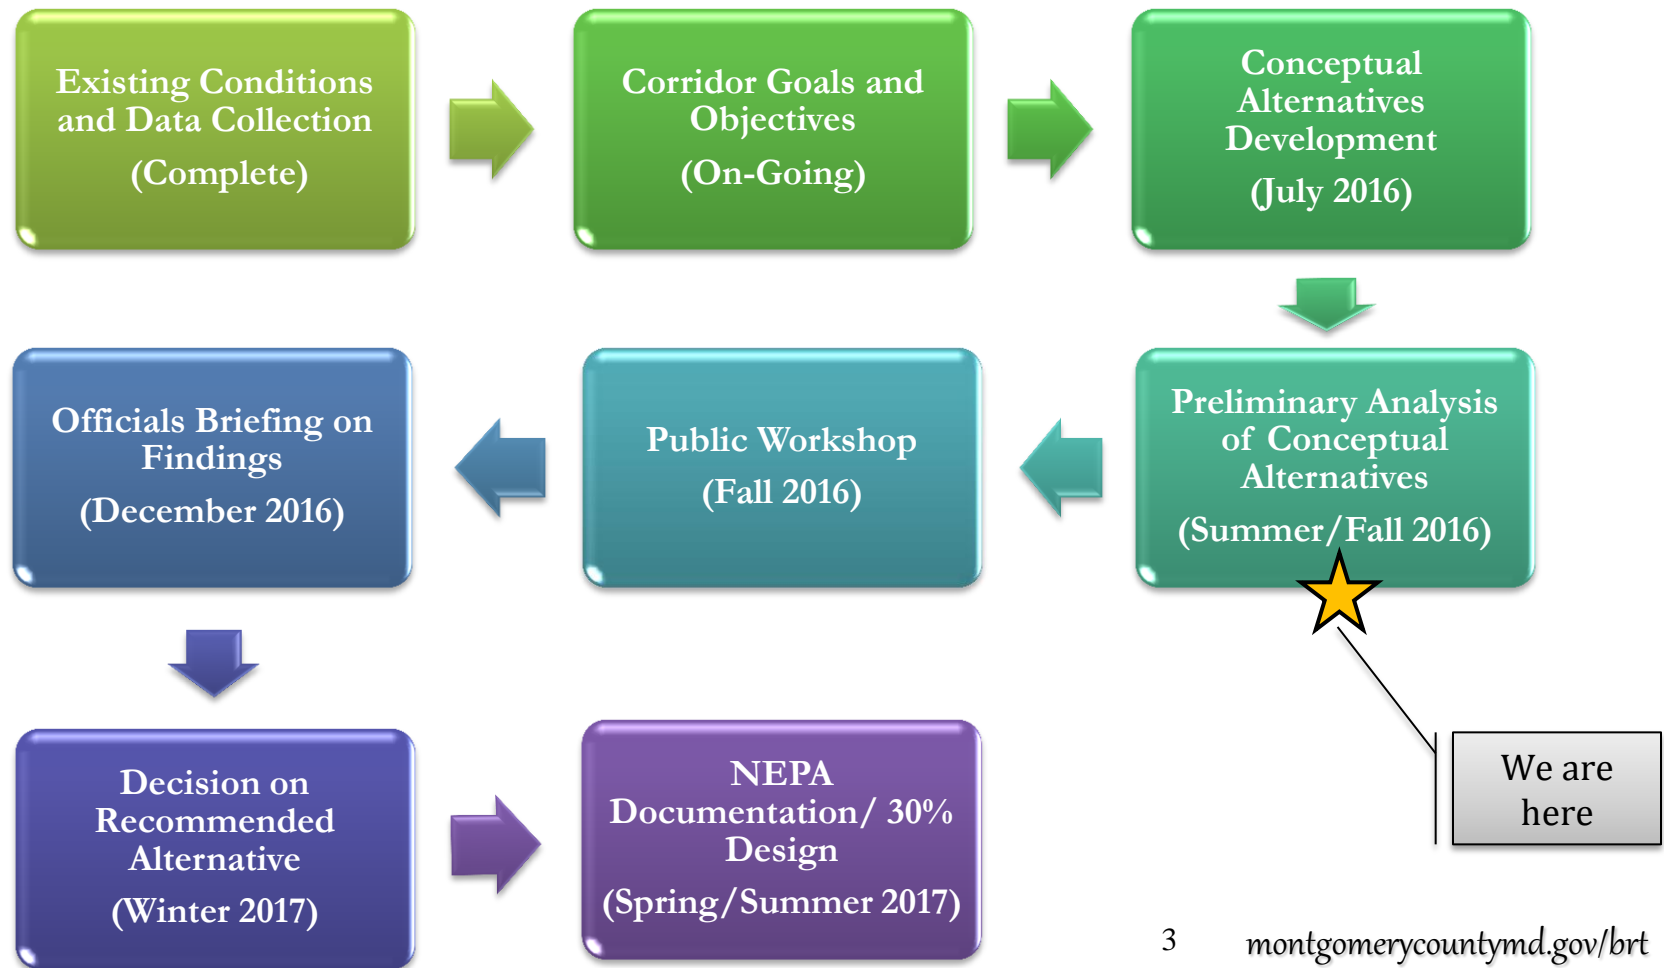 Existing Conditions
and Data Collection
(Complete)
Corridor Goals and
Objectives
(On-Going)
Conceptual
Alternatives
Development
(July 2016)
Preliminary Analysis
of Conceptual
Alternatives
(Summer/Fall 2016)
Public Workshop
(Fall 2016)
Officials Briefing on
Findings
(December 2016)
Decision on
Recommended
Alternative
(Winter 2017)
NEPA
Documentation/ 30%
Design
(Spring/Summer 2017)
We are
here
3
montgomerycountymd.gov/brt